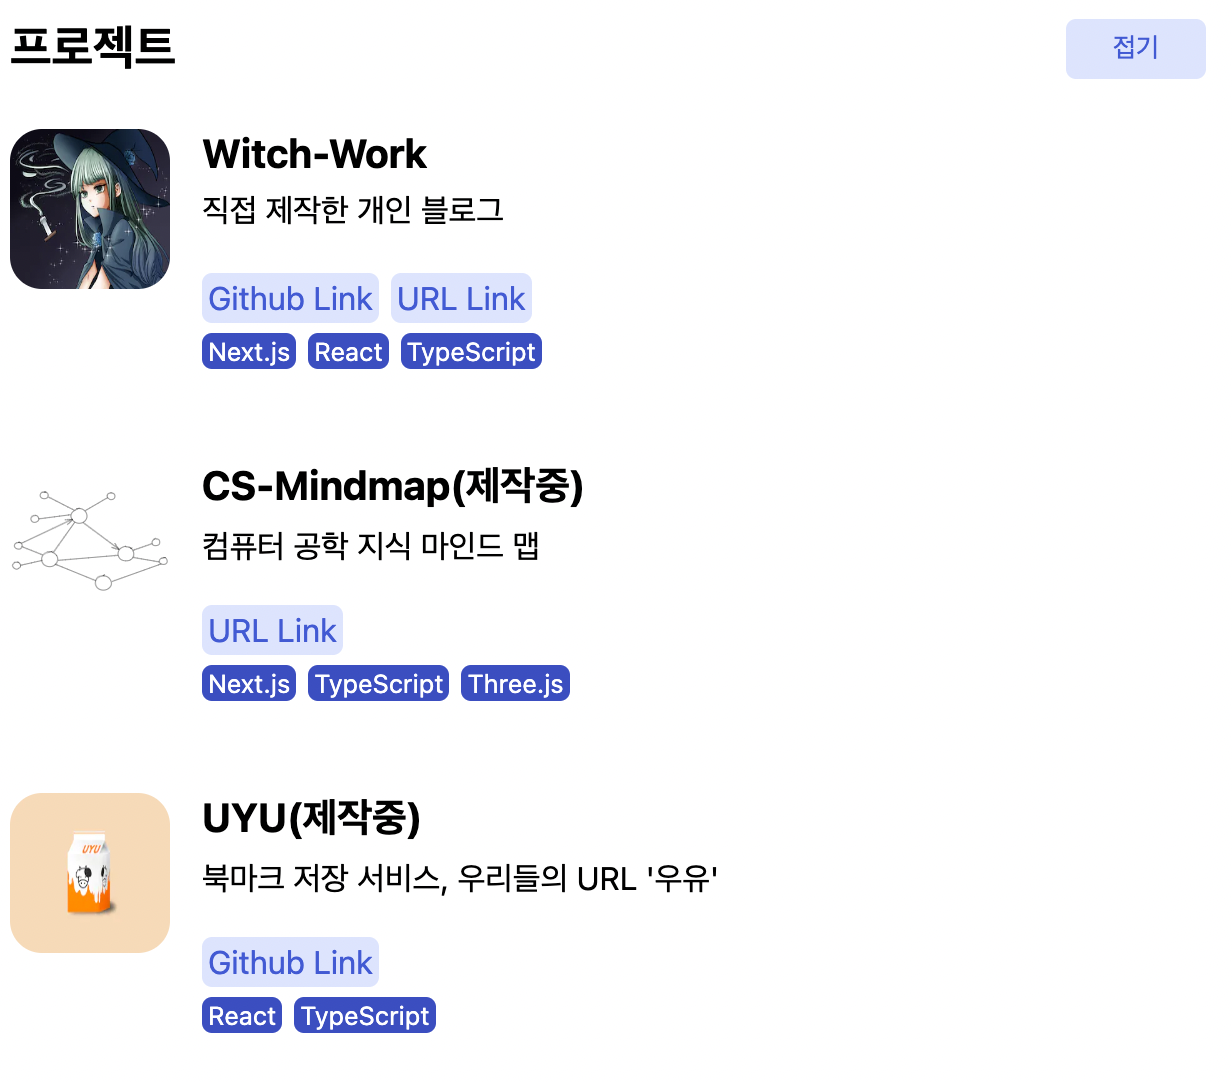 프로젝트 접기
Witch-Work
직접 제작한 개인 블로그
Github Link URL Link
Next.js React TypeScript
CS-Mindmap(제작중)
컴퓨터 공학 지식 마인드 맵
URL Link
Next.js TypeScript Three.js
UYU(제작중)
UYU
북마크 저장 서비스, 우리들의 URL '우유'
Github Link
React TypeScript